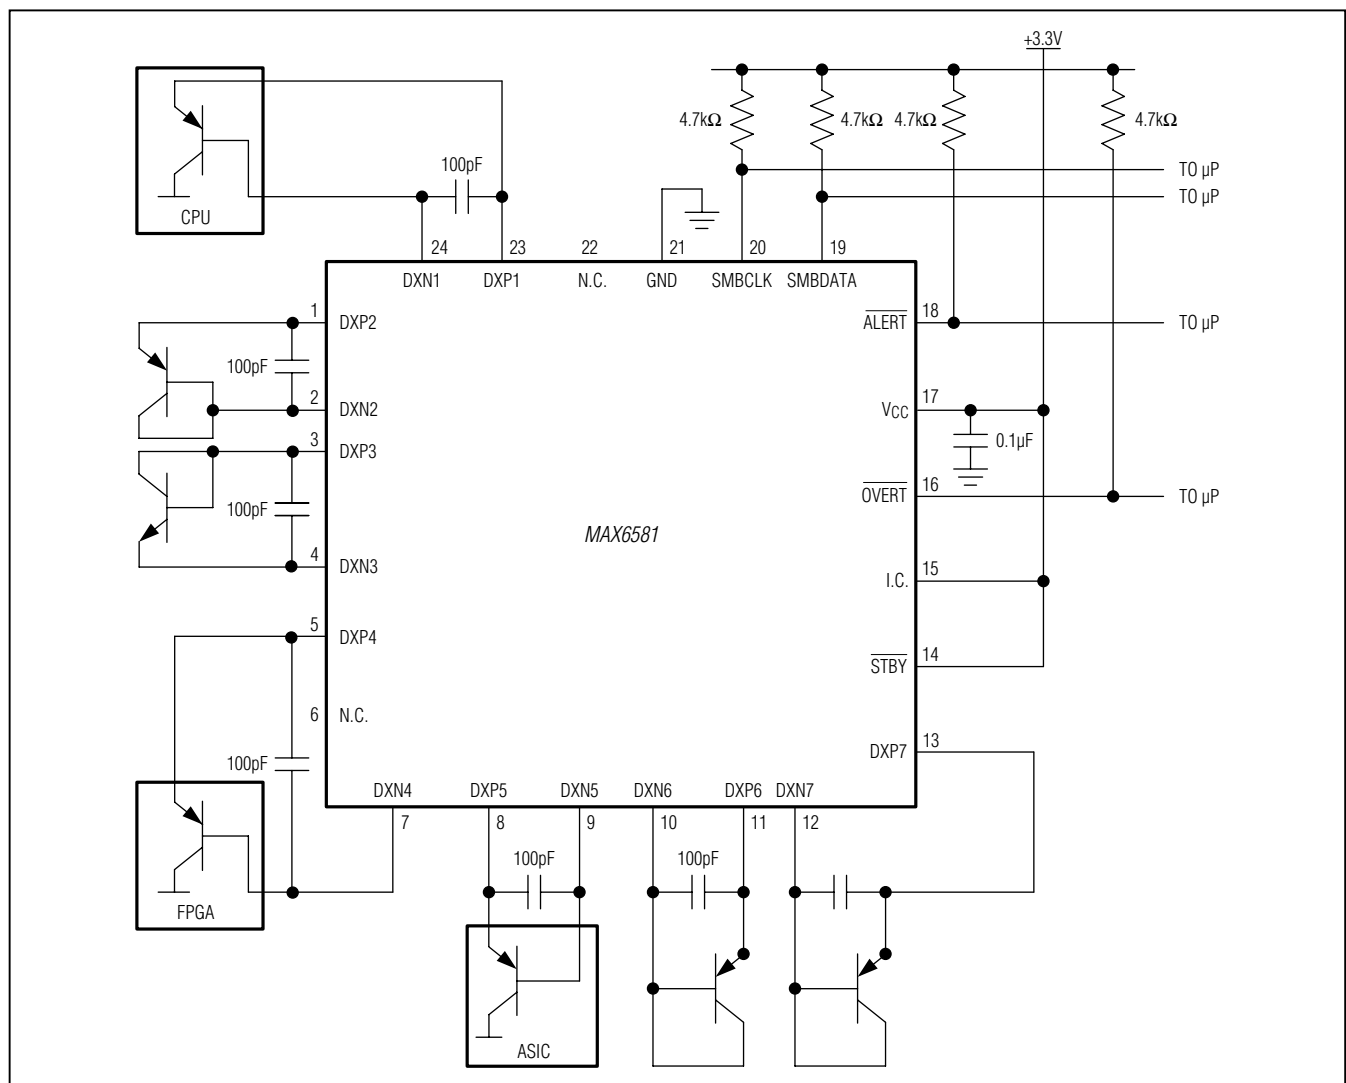 +3.3V
4.7kΩ 4.7kΩ 4.7kΩ 4.7kΩ
100pF
TO µP
TO µP
CPU
24 23 22 21 20 19
DXN1 DXP1 N.C. GND SMBCLK SMBDATA
1 DXP2
ALERT 18
TO µP
100pF
2 DXN2
VCC 17
0.1µF
3 DXP3
OVERT 16
TO µP
100pF
MAX6581
4 DXN3
I.C. 15
5 DXP4
STBY 14
6 N.C.
DXP7 13
100pF
DXN4 DXP5 DXN5 DXN6 DXP6 DXN7
7 8 9 10 11 12
100pF 100pF
FPGA
ASIC